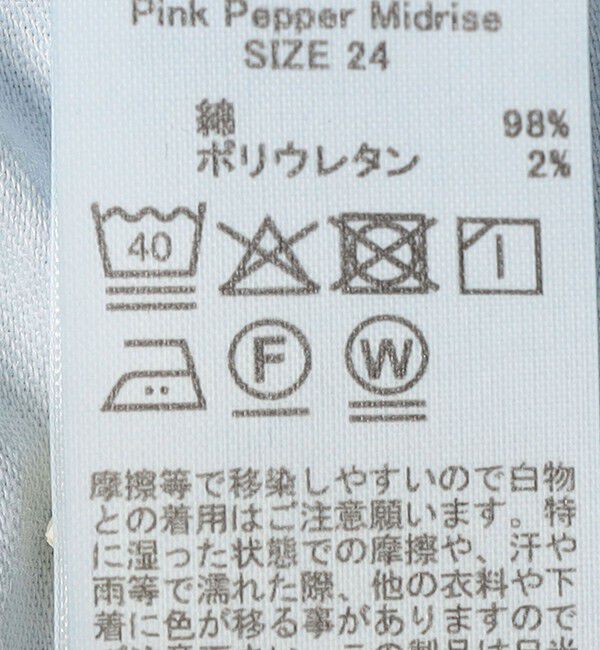 Pink Pepper Midrise
SIZE 24
綿 98%
ポリウレタン 2%
40
F W
摩擦等で移染しやすいので白物
との着用はご注意願います。特
に湿った状態での摩擦や、汗や
雨等で濡れた際、他の衣料や下
着に色が移る事がありますので